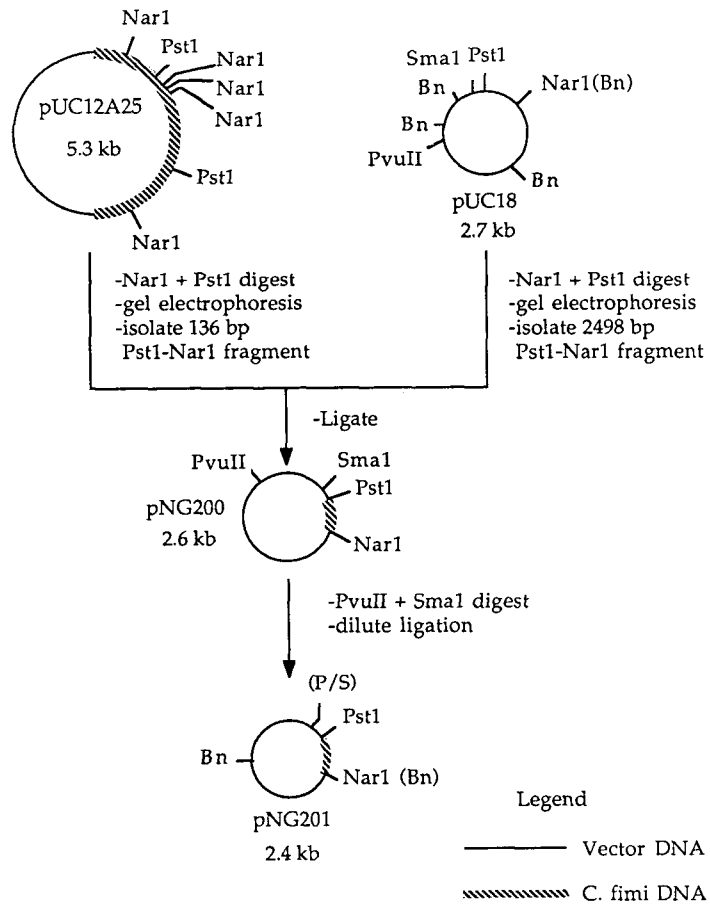 Nar1
Pst1
Nar1
Nar1
Nar1
pUC12A25
5.3 kb
Pst1
Nar1
Sma1 Pst1
Nar1(Bn)
Bn
Bn
PvuII
Bn
pUC18
2.7 kb
-Nar1 + Pst1 digest
-gel electrophoresis
-isolate 136 bp
Pst1-Nar1 fragment
-Nar1 + Pst1 digest
-gel electrophoresis
-isolate 2498 bp
Pst1-Nar1 fragment
-Ligate
PvuII
Sma1
Pst1
pNG200
2.6 kb
Nar1
-PvuII + Sma1 digest
-dilute ligation
(P/S)
Pst1
Bn
Nar1 (Bn)
pNG201
2.4 kb
Legend
Vector DNA
C. fimi DNA